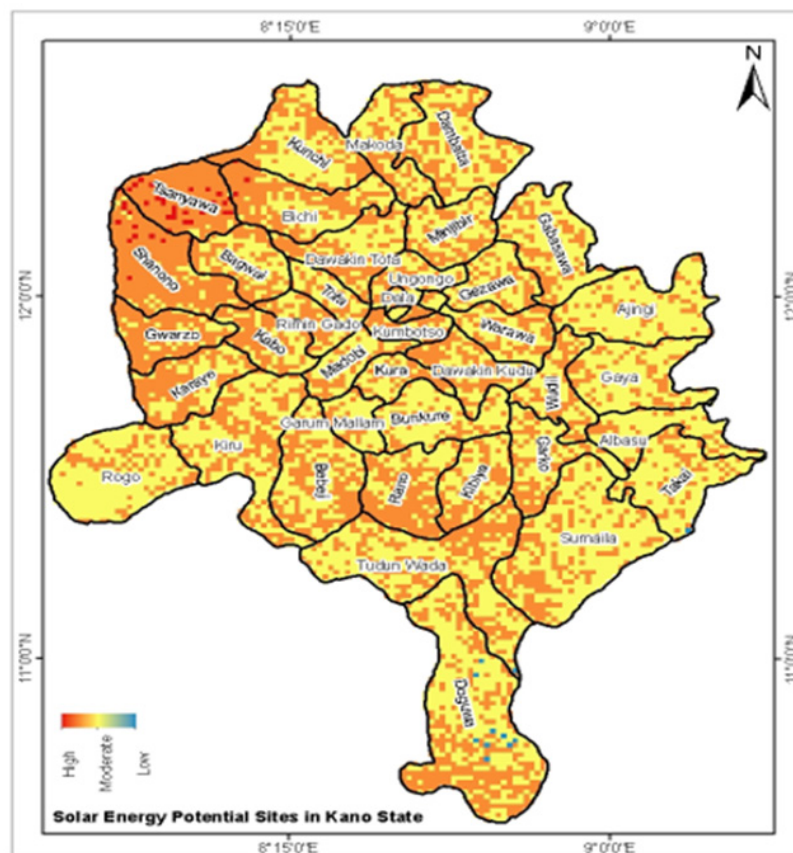 8°15'0"E 9°0'0"E
N
Kunchi
Makoda
Dambatta
Tsanyawa
Bichi
Minjibir
Gabasawa
Shanono
Bagwai
Dawakin Tofa
Ungongo
Gezawa
Tofa
Dala
12°0'0"N 12°0'0"N
Ajingi
Gwarzo
Kabo
Rimin Gado
Kumbotso
Warawa
Madobi
Karaye
Kura
Dawakin Kudu
Wudil
Gaya
Garum Mallam
Bunkure
Kiru
Albasu
Garko
Rogo
Bebeji
Rano
Kibiya
Takai
Sumaila
Tudun Wada
11°0'0"N 11°0'0"N
Doguwa
High
Moderate
Low
Solar Energy Potential Sites in Kano State
8°15'0"E 9°0'0"E